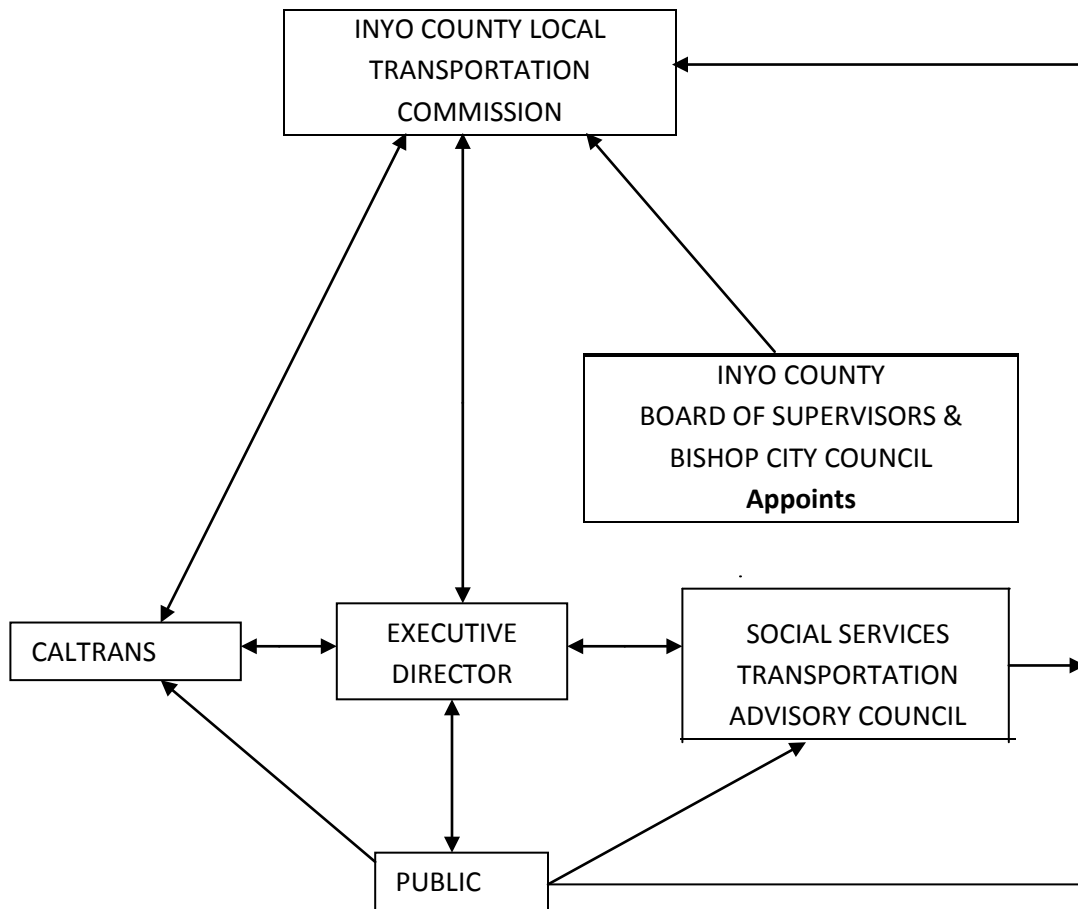 INYO COUNTY LOCAL
TRANSPORTATION
COMMISSION
INYO COUNTY
BOARD OF SUPERVISORS &
BISHOP CITY COUNCIL
Appoints
CALTRANS
EXECUTIVE
DIRECTOR
SOCIAL SERVICES
TRANSPORTATION
ADVISORY COUNCIL
PUBLIC